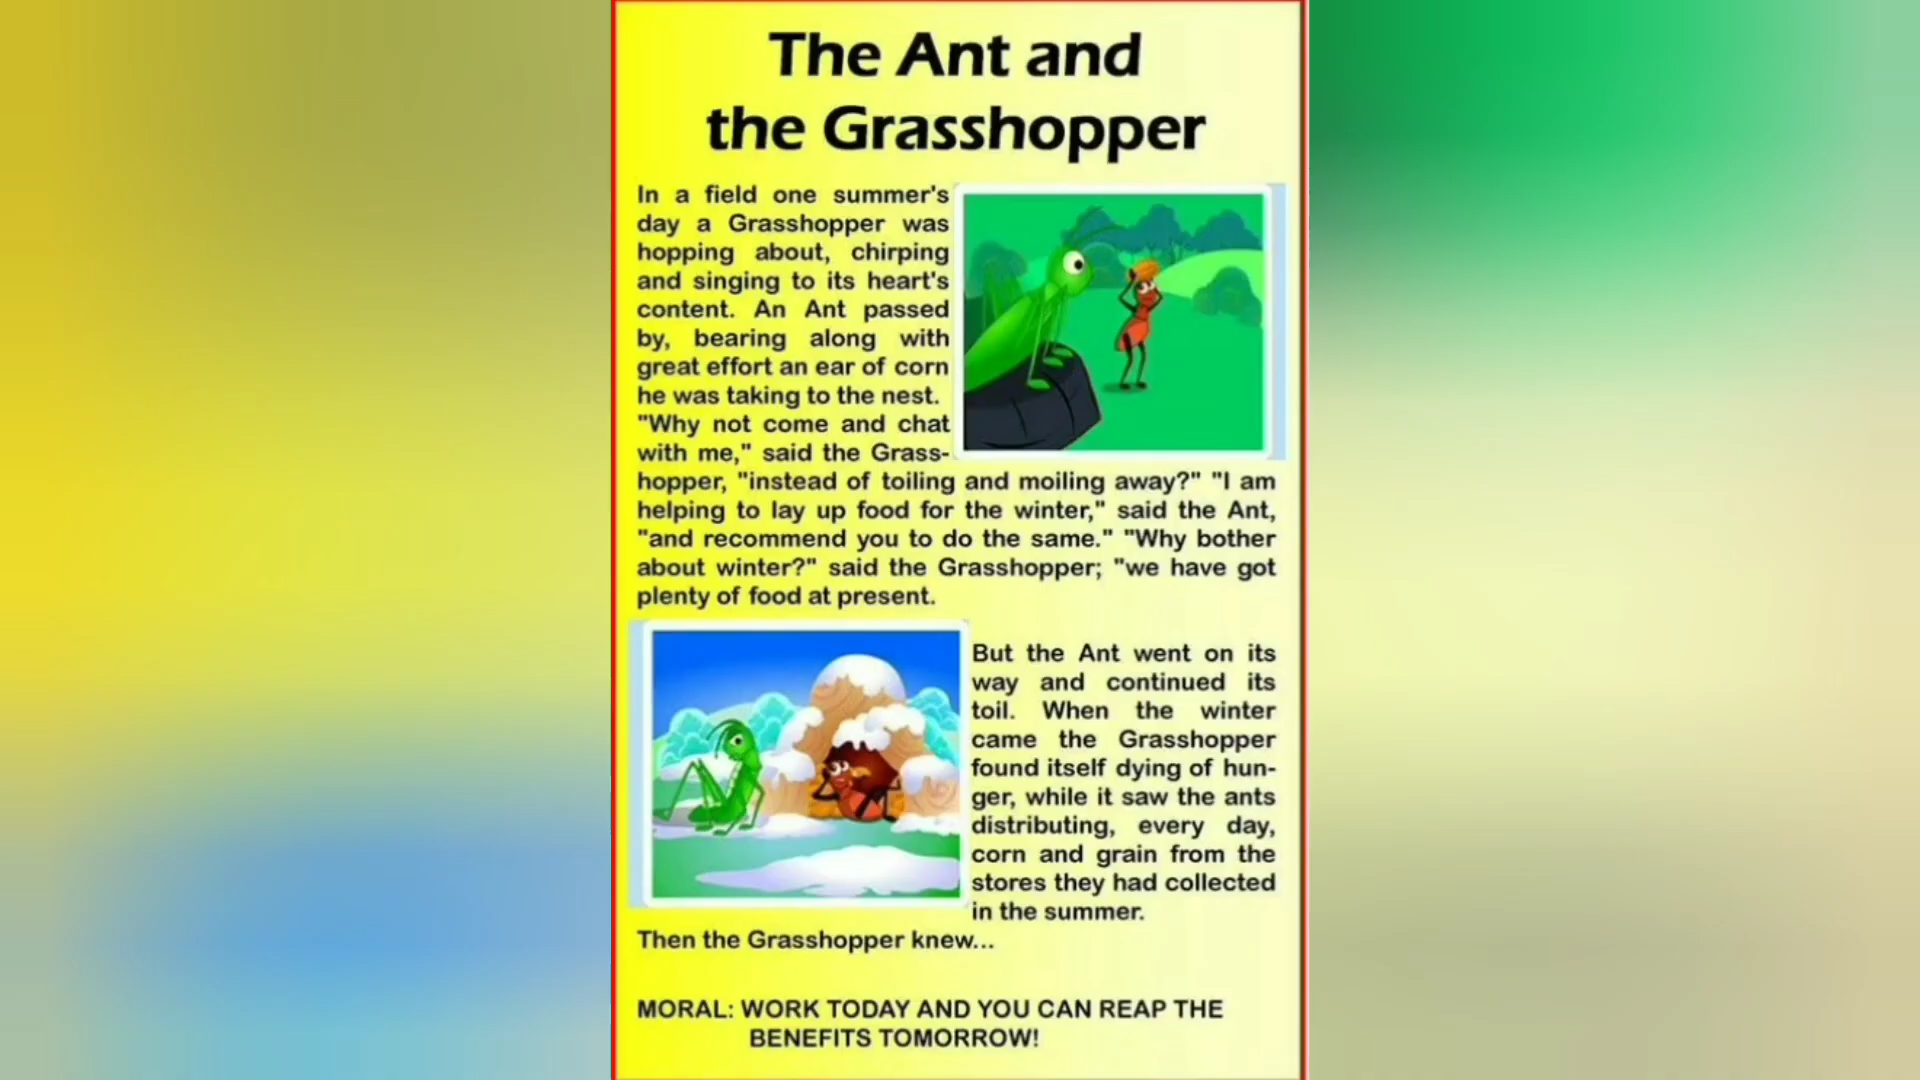 The Ant and
the Grasshopper
In a field one summer's
day a Grasshopper was
hopping about, chirping
and singing to its heart's
content. An Ant passed
by, bearing along with
great effort an ear of corn
he was taking to the nest.
"Why not come and chat
with me," said the Grass-
hopper, "instead of toiling and moiling away?" "I am
helping to lay up food for the winter," said the Ant,
"and recommend you to do the same." "Why bother
about winter?" said the Grasshopper; "we have got
plenty of food at present.
But the Ant went on its
way and continued its
toil. When the winter
came the Grasshopper
found itself dying of hun-
ger, while it saw the ants
distributing, every day,
corn and grain from the
stores they had collected
in the summer.
Then the Grasshopper knew...
MORAL: WORK TODAY AND YOU CAN REAP THE
BENEFITS TOMORROW!